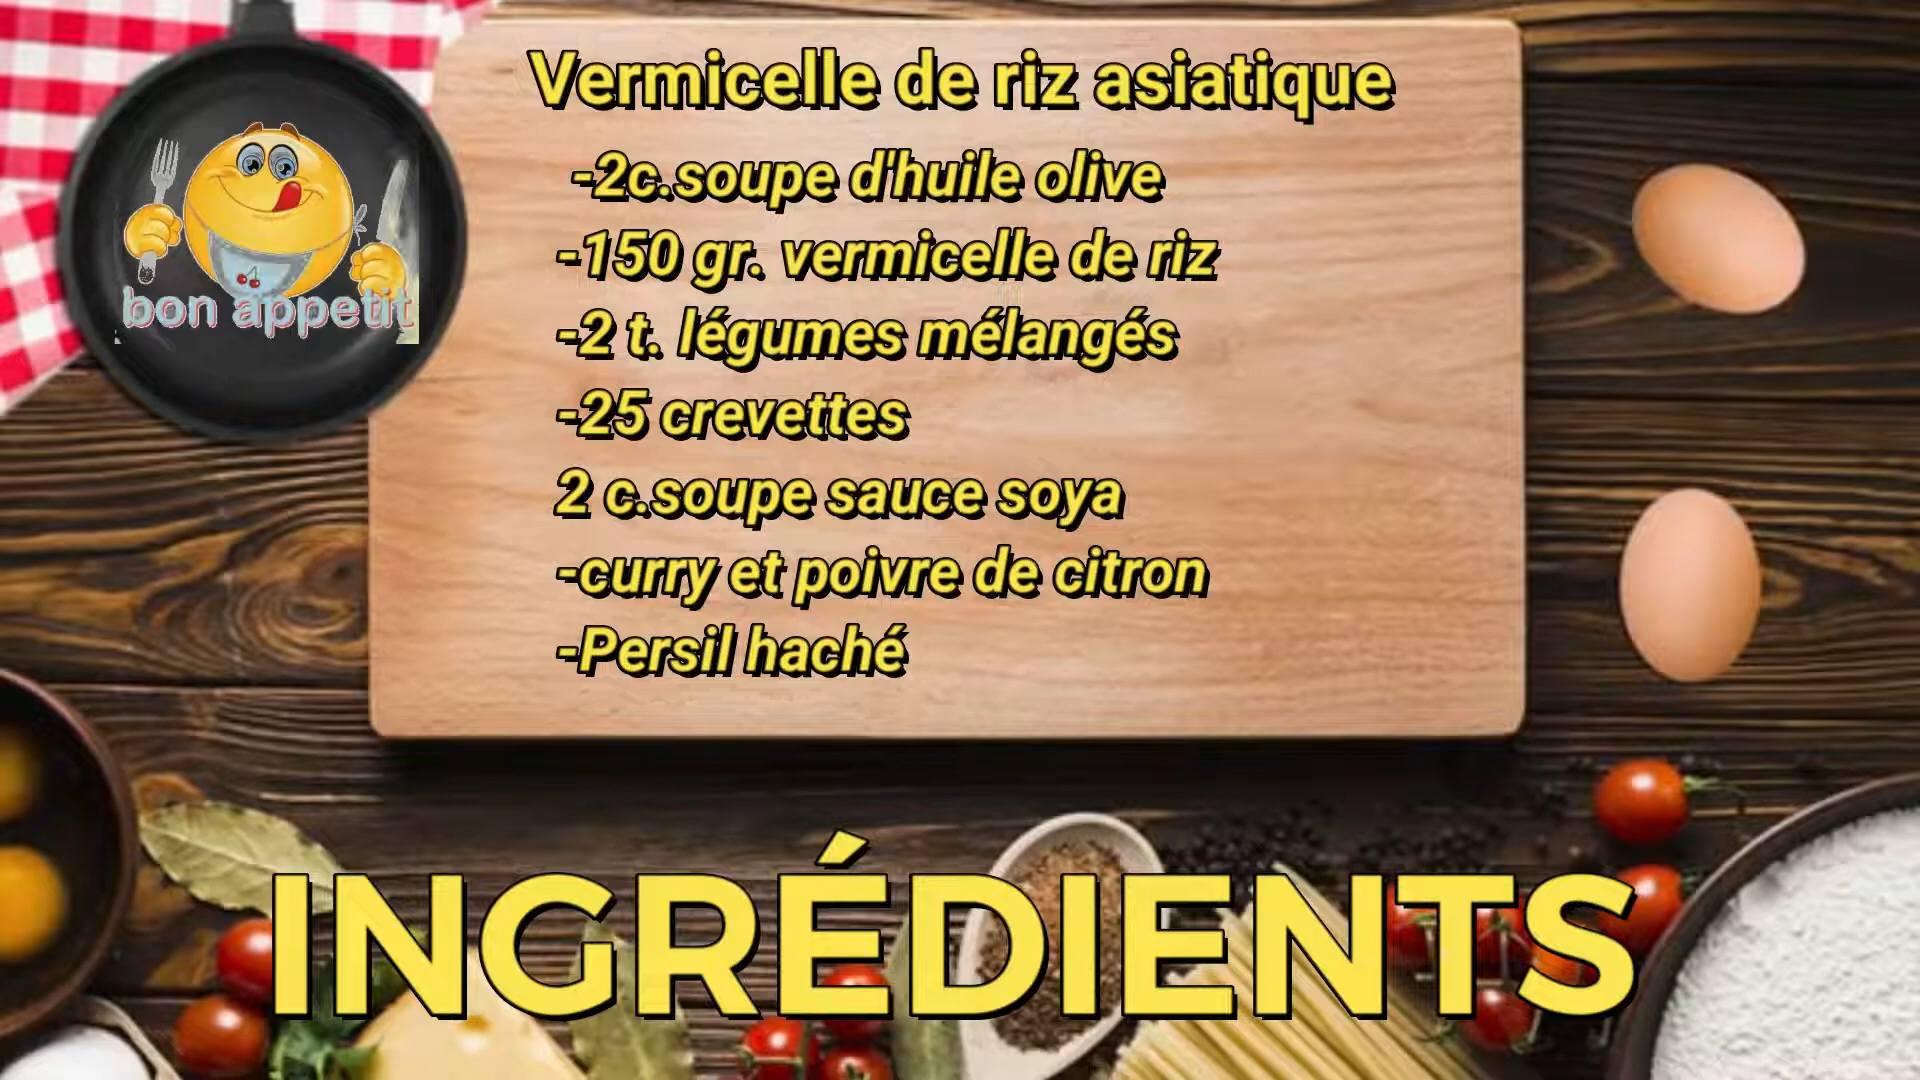 Vermicelle de riz asiatique
-2c.soupe d'huile olive
-150 gr. vermicelle de riz
-2 t. légumes mélangés
-25 crevettes
2 c.soupe sauce soya
-curry et poivre de citron
-Persil haché
bon appetit
INGRÉDIENTS